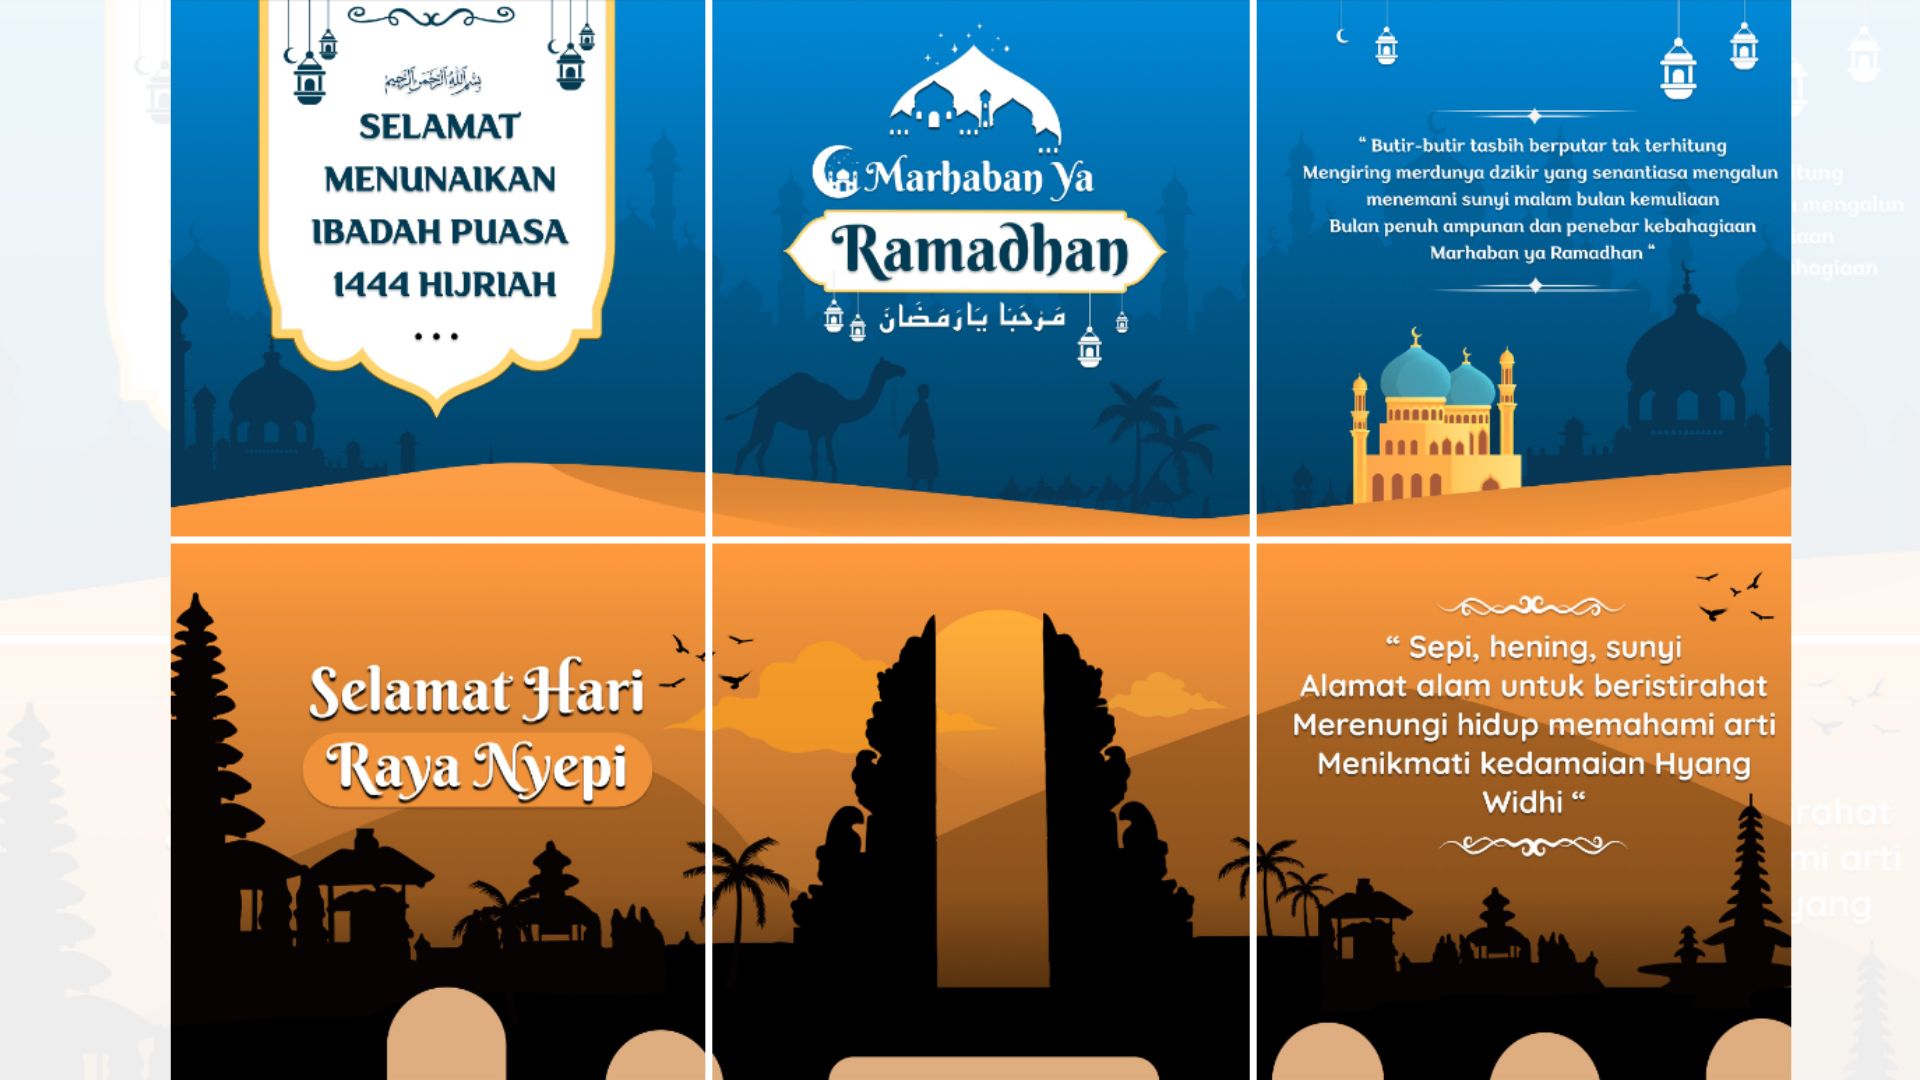 ﷽
SELAMAT
MENUNAIKAN
IBADAH PUASA
1444 HIJRIAH
...
Marhaban Ya
Ramadhan
مَرْحَبًا يَارَمَضَانَ
“ Butir-butir tasbih berputar tak terhitung
Mengiring merdunya dzikir yang senantiasa mengalun
menemani sunyi malam bulan kemuliaan
Bulan penuh ampunan dan penebar kebahagiaan
Marhaban ya Ramadhan “
Selamat Hari
Raya Nyepi
“ Sepi, hening, sunyi
Alamat alam untuk beristirahat
Merenungi hidup memahami arti
Menikmati kedamaian Hyang
Widhi “